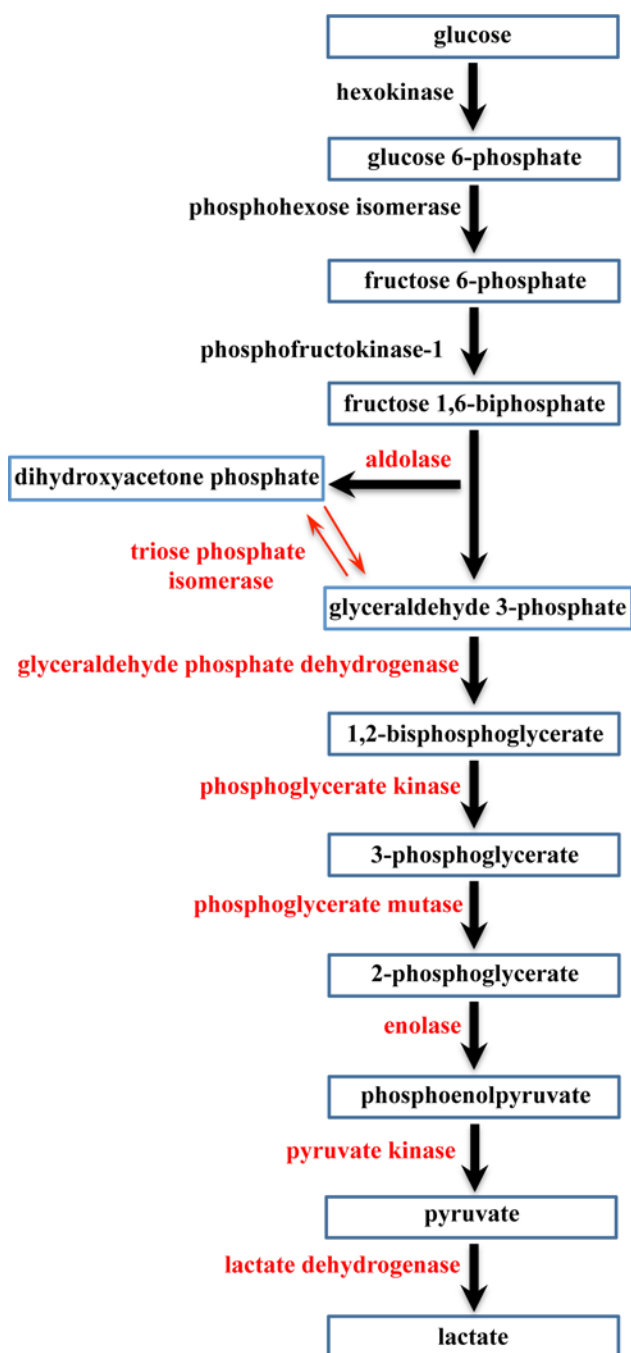 glucose
hexokinase
glucose 6-phosphate
phosphohexose isomerase
fructose 6-phosphate
phosphofructokinase-1
fructose 1,6-biphosphate
aldolase
dihydroxyacetone phosphate
triose phosphate
isomerase
glyceraldehyde 3-phosphate
glyceraldehyde phosphate dehydrogenase
1,2-bisphosphoglycerate
phosphoglycerate kinase
3-phosphoglycerate
phosphoglycerate mutase
2-phosphoglycerate
enolase
phosphoenolpyruvate
pyruvate kinase
pyruvate
lactate dehydrogenase
lactate